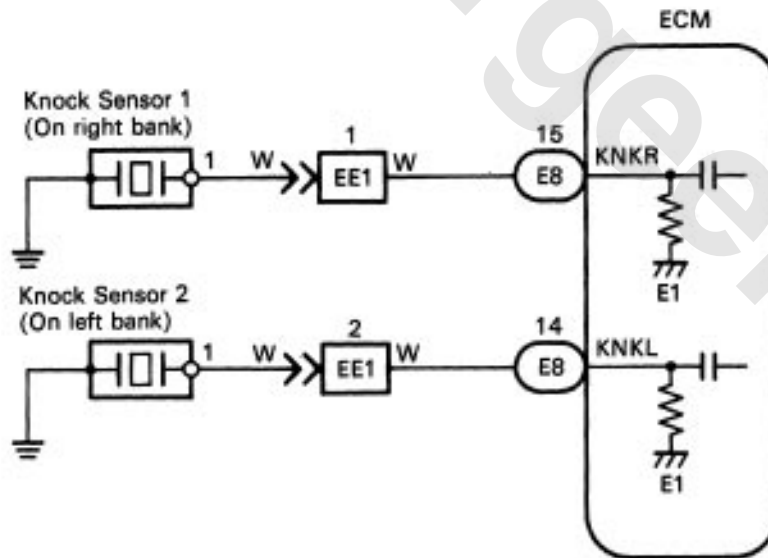 ECM
Knock Sensor 1
(On right bank)
1 W 1 EE1 W 15 E8 KNKR
E1
Knock Sensor 2
(On left bank)
1 W 2 EE1 W 14 E8 KNKL
E1